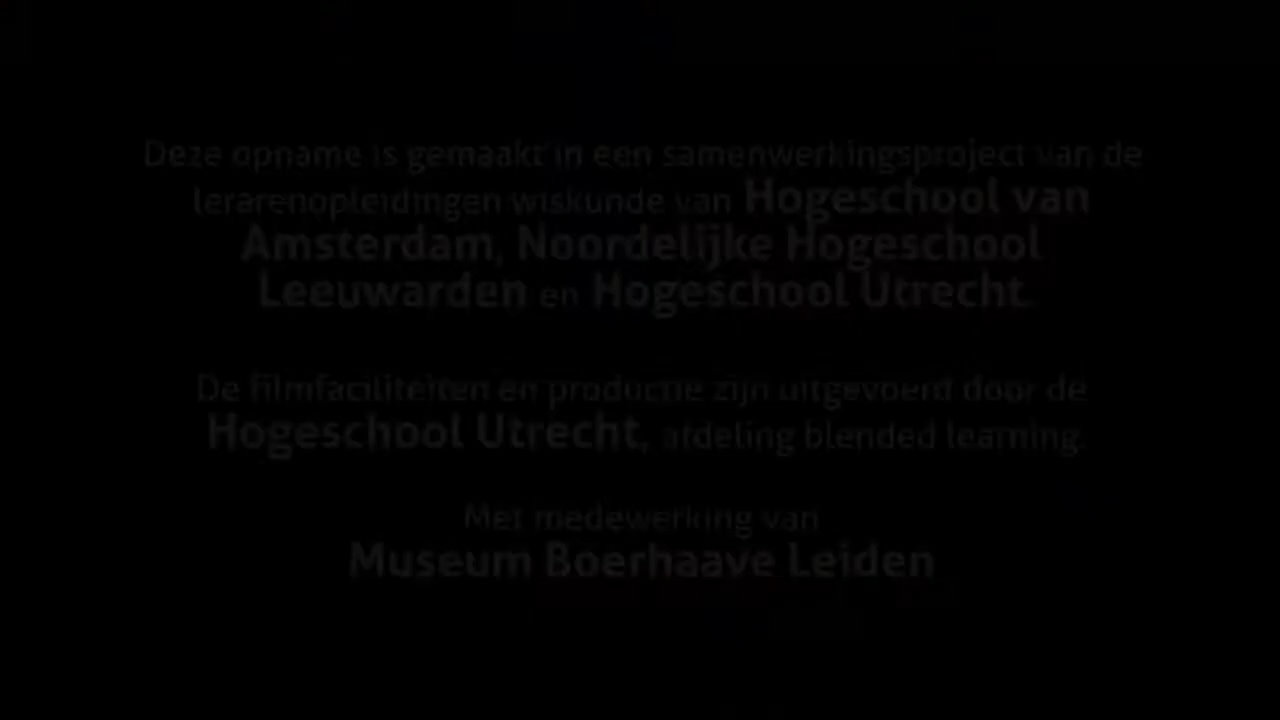 Deze opname is gemaakt in een samenwerkingsproject van de
lerarenopleidingen wiskunde van Hogeschool van
Amsterdam, Noordelijke Hogeschool
Leeuwarden en Hogeschool Utrecht.
De filmfaciliteiten en productie zijn uitgevoerd door de
Hogeschool Utrecht, afdeling blended learning.
Met medewerking van
Museum Boerhaave Leiden